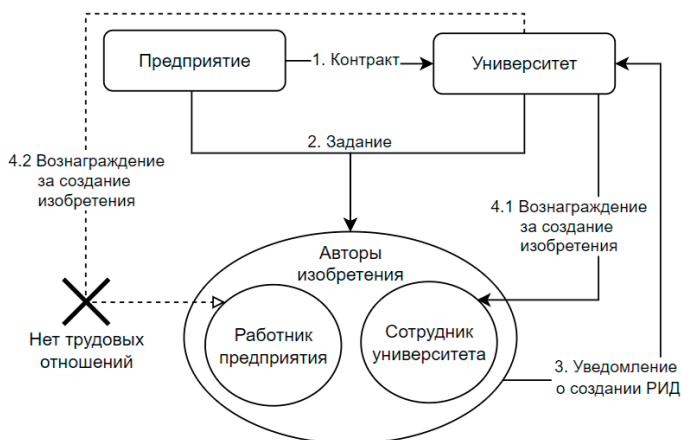 Предприятие
1. Контракт
Университет
2. Задание
4.2 Вознаграждение
за создание
изобретения
4.1 Вознаграждение
за создание
изобретения
Авторы
изобретения
Нет трудовых
отношений
Работник
предприятия
Сотрудник
университета
3. Уведомление
о создании РИД